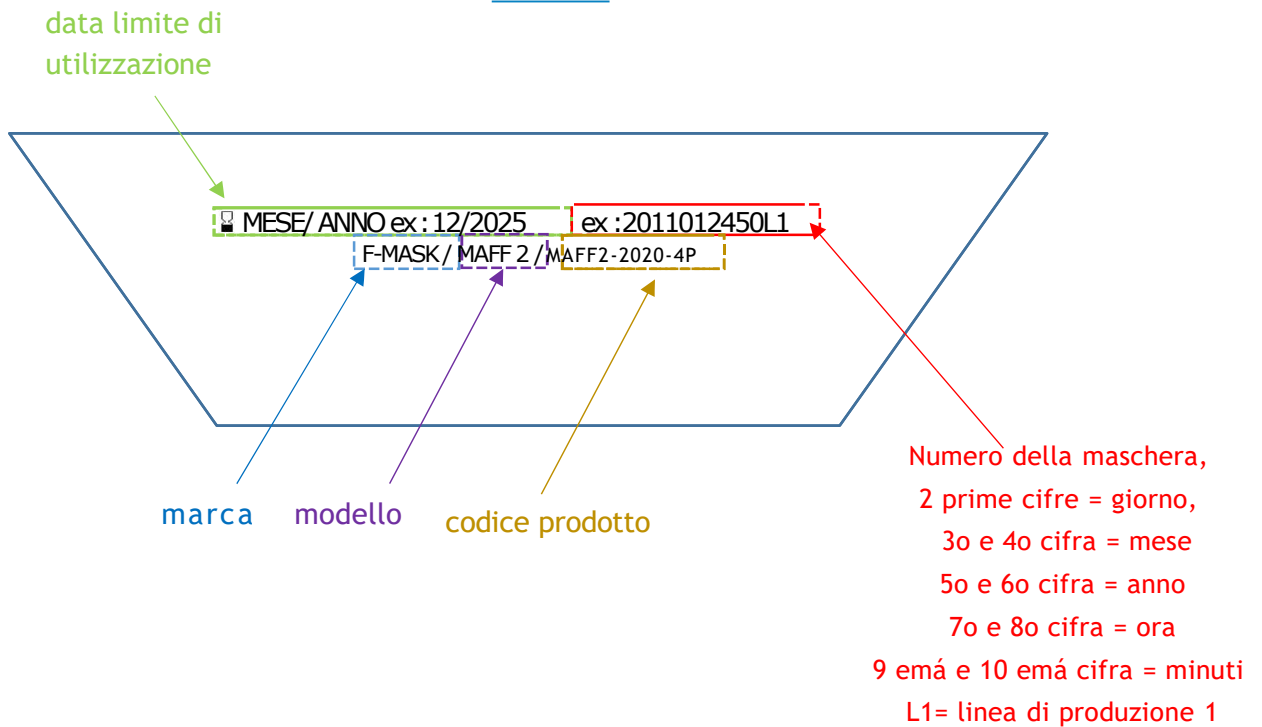 data limite di
utilizzazione
⌛ MESE/ ANNO ex : 12/2025 ex :2011012450L1
F-MASK / MAFF 2 / MAFF2-2020-4P
marca modello codice prodotto
Numero della maschera,
2 prime cifre = giorno,
3o e 4o cifra = mese
5o e 6o cifra = anno
7o e 8o cifra = ora
9 emá e 10 emá cifra = minuti
L1= linea di produzione 1